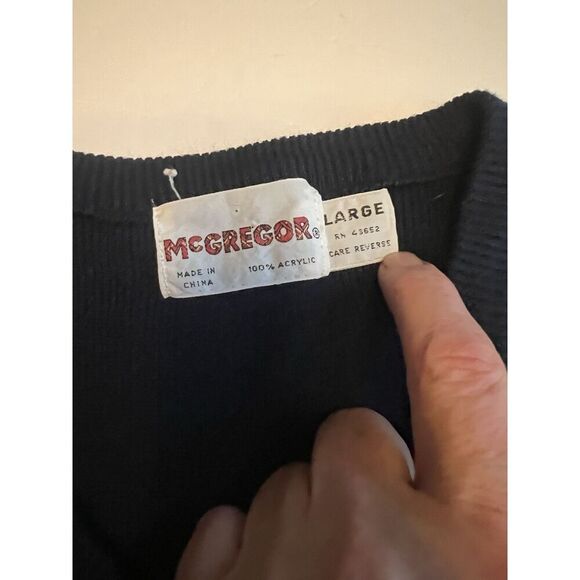 McGREGOR®
MADE IN
CHINA
100% ACRYLIC
LARGE
RN 43652
CARE REVERSE